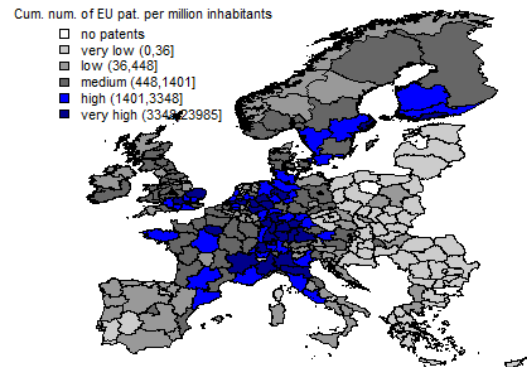 Cum. num. of EU pat. per million inhabitants
no patents
very low (0,36]
low (36,448]
medium (448,1401]
high (1401,3348]
very high (3348,23985]